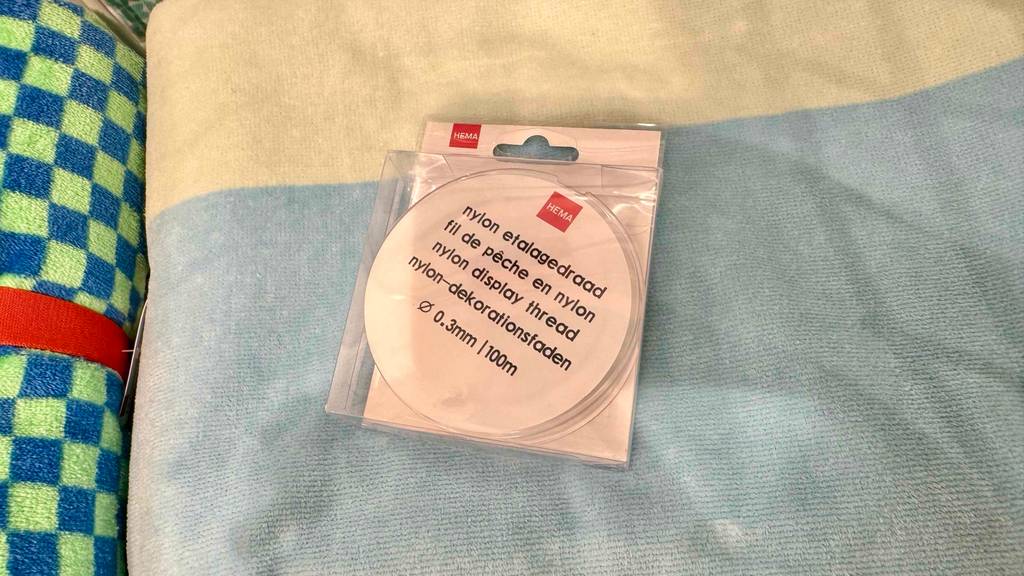 HEMA
HEMA
nylon etalagedraad
fil de pêche en nylon
nylon display thread
nylon-dekorationsfaden
Ø 0.3mm | 100m